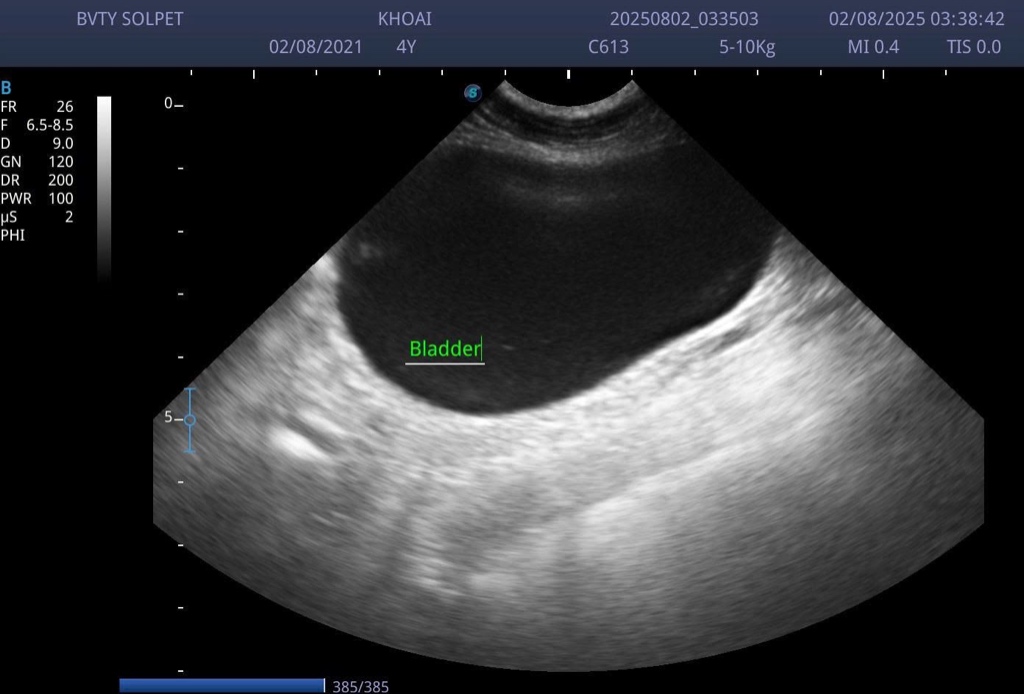 BVTY SOLPET KHOAI 20250802_033503 02/08/2025 03:38:42
02/08/2021 4Y C613 5-10Kg MI 0.4 TIS 0.0
B
FR 26
F 6.5-8.5
D 9.0
GN 120
DR 200
PWR 100
µS 2
PHI
S
0
Bladder
5
385/385